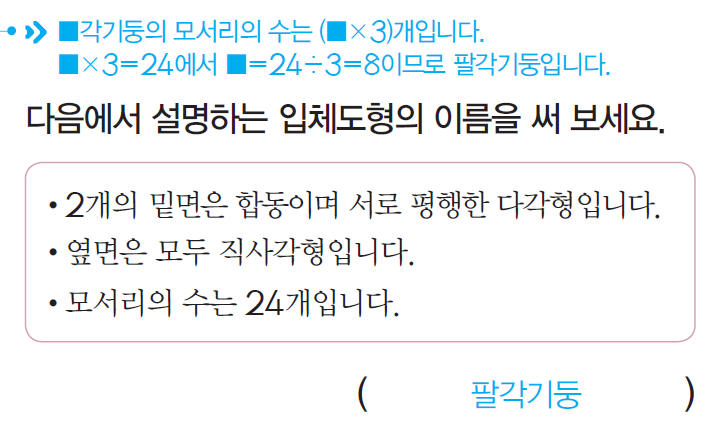 ■각기둥의 모서리의 수는 (■×3)개입니다.
■×3=24에서 ■=24÷3=8이므로 팔각기둥입니다.
다음에서 설명하는 입체도형의 이름을 써 보세요.
• 2개의 밑면은 합동이며 서로 평행한 다각형입니다.
• 옆면은 모두 직사각형입니다.
• 모서리의 수는 24개입니다.
( 팔각기둥 )